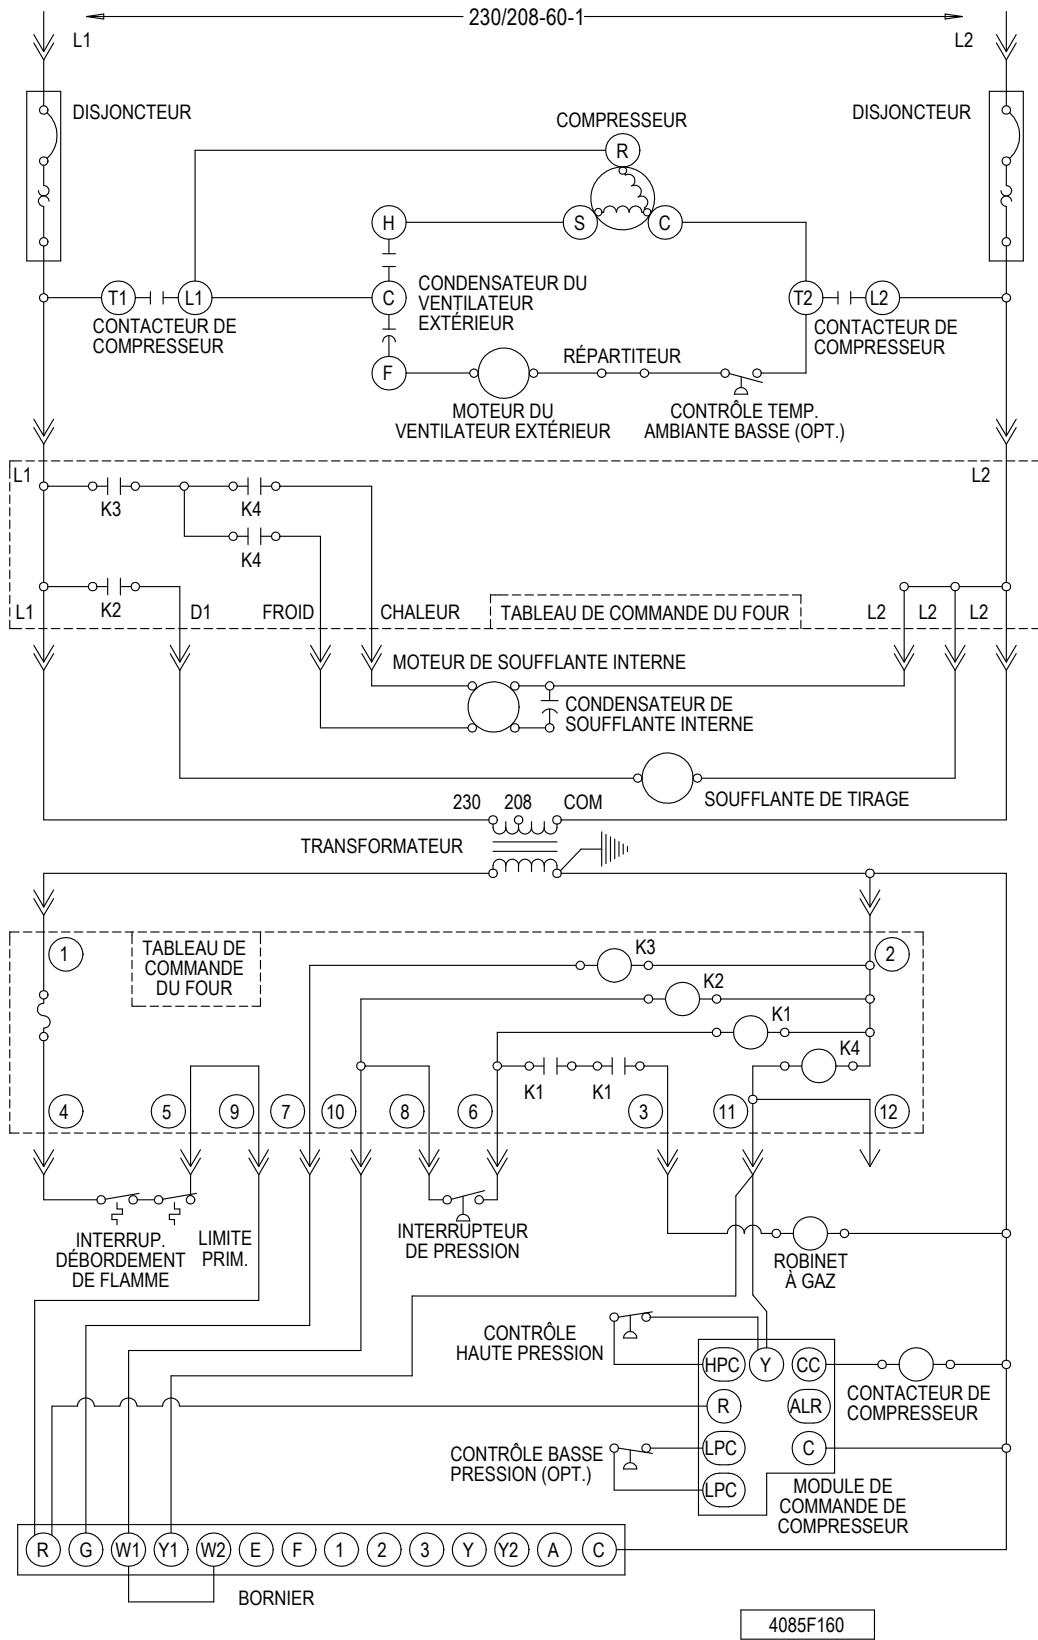 230/208-60-1
L1
L2
DISJONCTEUR
DISJONCTEUR
COMPRESSEUR
R
H
S
C
T1
L1
C
CONDENSATEUR DU
VENTILATEUR
EXTÉRIEUR
T2
L2
CONTACTEUR DE
COMPRESSEUR
CONTACTEUR DE
COMPRESSEUR
F
RÉPARTITEUR
MOTEUR DU
VENTILATEUR EXTÉRIEUR
CONTRÔLE TEMP.
AMBIANTE BASSE (OPT.)
L1
L2
K3
K4
K4
K2
L1
D1
FROID
CHALEUR
TABLEAU DE COMMANDE DU FOUR
L2
L2
L2
MOTEUR DE SOUFFLANTE INTERNE
CONDENSATEUR DE
SOUFFLANTE INTERNE
SOUFFLANTE DE TIRAGE
230
208
COM
TRANSFORMATEUR
1
TABLEAU DE
COMMANDE
DU FOUR
K3
2
K2
K1
K4
K1
K1
4
5
9
7
10
8
6
3
11
12
INTERRUP.
DÉBORDEMENT
DE FLAMME
LIMITE
PRIM.
INTERRUPTEUR
DE PRESSION
ROBINET
À GAZ
CONTRÔLE
HAUTE PRESSION
HPC
Y
CC
CONTACTEUR DE
COMPRESSEUR
R
ALR
CONTRÔLE BASSE
PRESSION (OPT.)
LPC
C
LPC
MODULE DE
COMMANDE DE
COMPRESSEUR
R
G
W1
Y1
W2
E
F
1
2
3
Y
Y2
A
C
BORNIER
4085F160